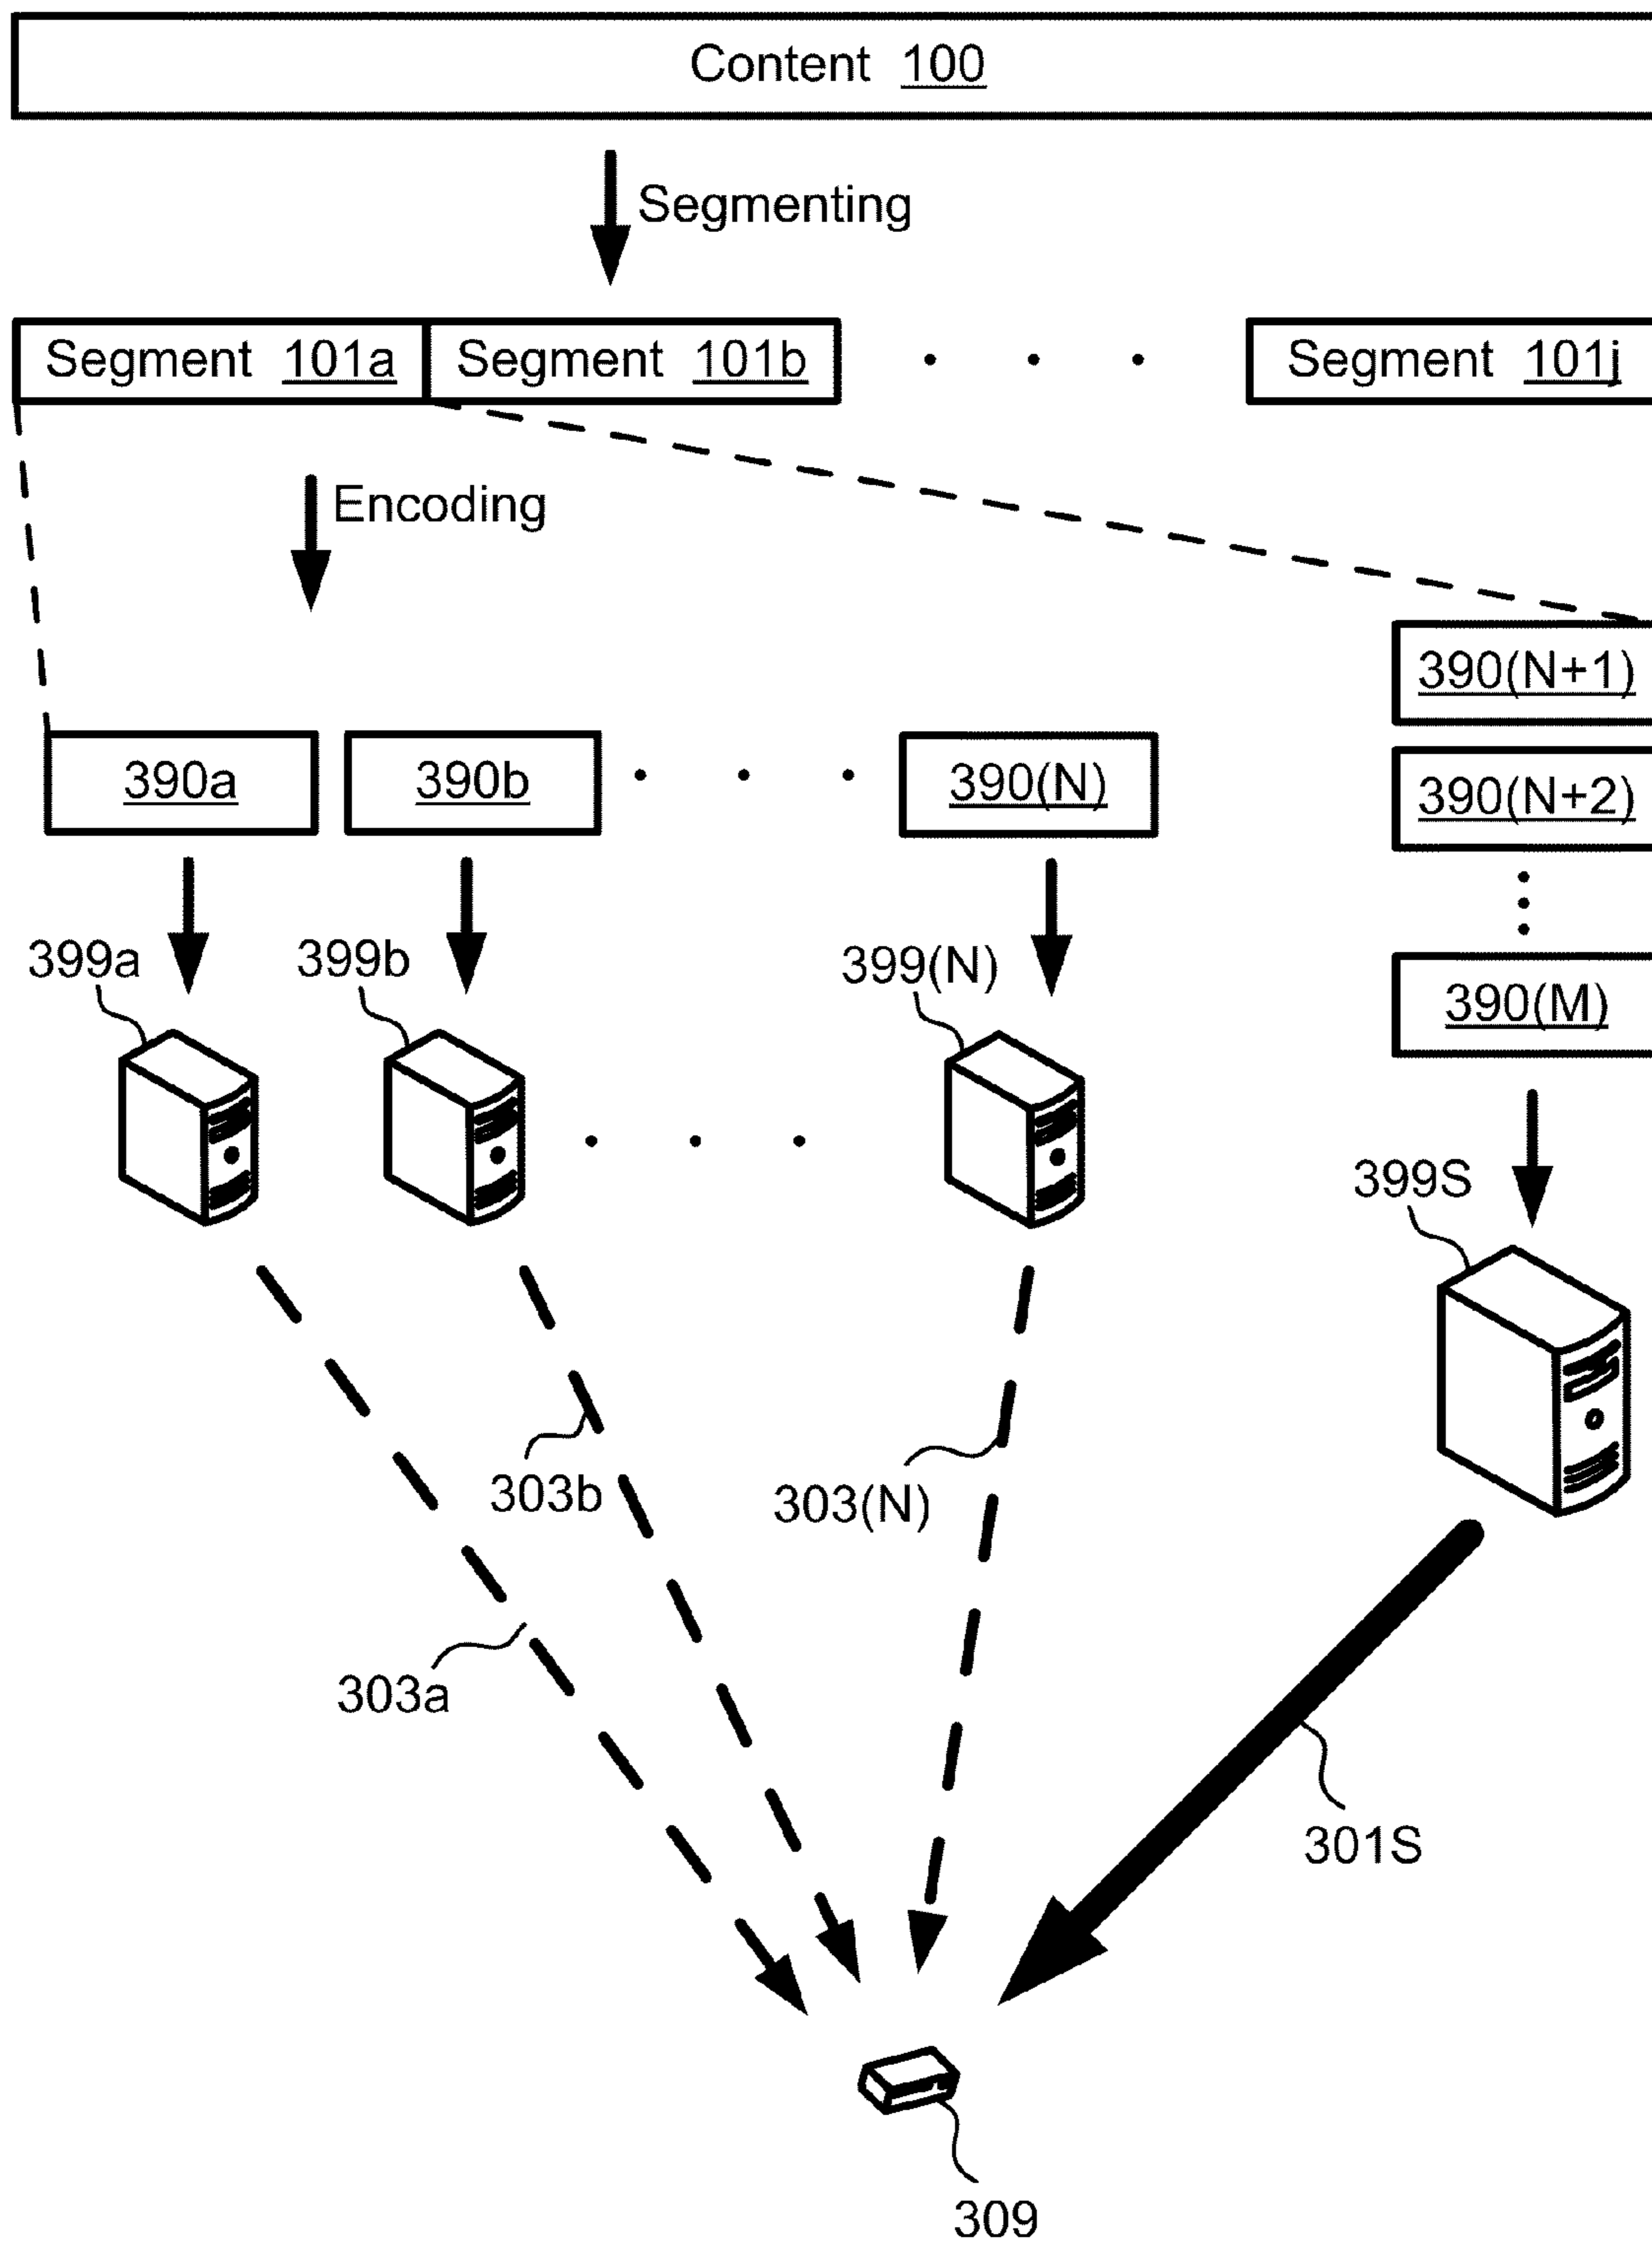 Content 100
Segmenting
Segment 101a Segment 101b Segment 101j
Encoding
390(N+1)
390a 390b 390(N) 390(N+2)
399a 399b 399(N) 390(M)
399S
303b 303(N)
303a
301S
309